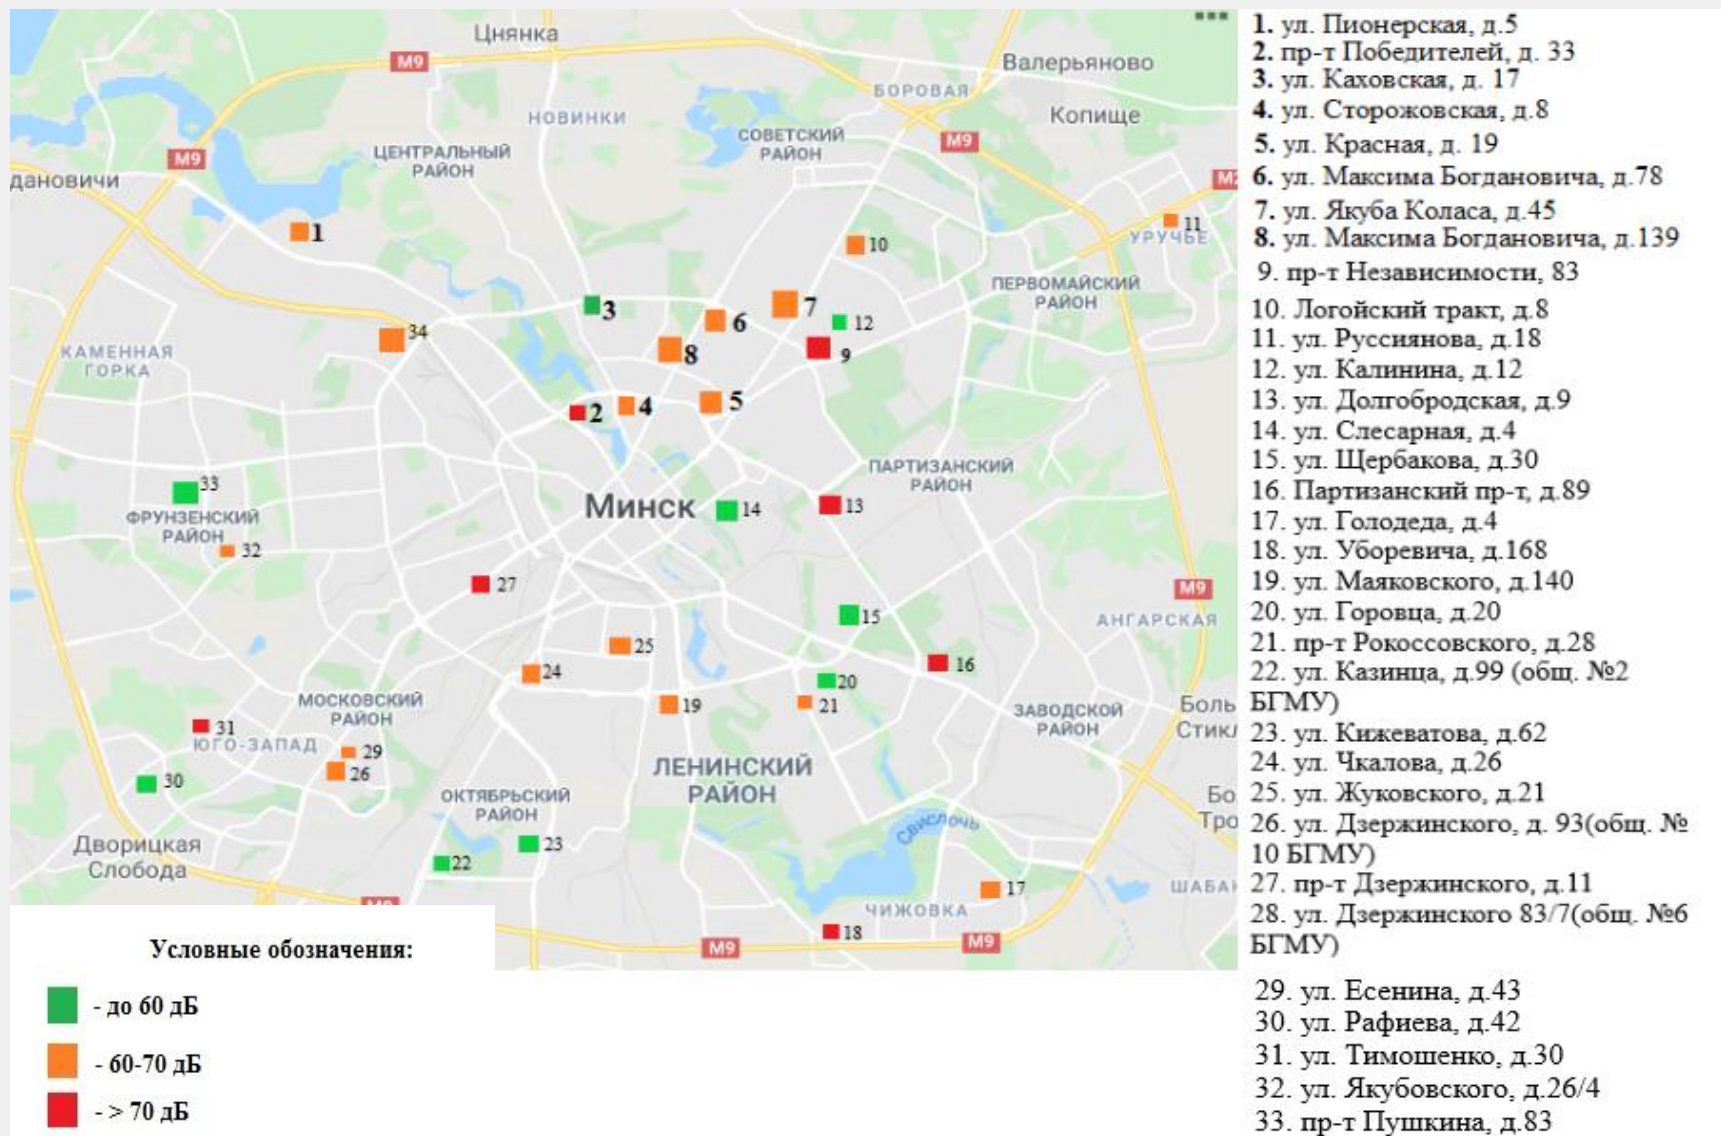 Цнянка
М9
Валерьяново
БОРОВАЯ
НОВИНКИ
Копище
СОВЕТСКИЙ
РАЙОН
ЦЕНТРАЛЬНЫЙ
РАЙОН
М9
М9
дановичи
1
11
УРУЧЬЕ
10
ПЕРВОМАЙСКИЙ
РАЙОН
3
7
6
12
34
8
9
КАМЕННАЯ
ГОРКА
2
4
5
ПАРТИЗАНСКИЙ
РАЙОН
33
Минск
14
13
ФРУНЗЕНСКИЙ
РАЙОН
32
27
М9
15
АНГАРСКАЯ
25
24
16
20
МОСКОВСКИЙ
РАЙОН
19
21
ЗАВОДСКОЙ
РАЙОН
Боль
31
ЮГО-ЗАПАД
29
26
30
ЛЕНИНСКИЙ
РАЙОН
ОКТЯБРЬСКИЙ
РАЙОН
Свислочь
Дворицкая
Слобода
23
22
17
ЧИЖОВКА
18
М9
М9
Условные обозначения:
- до 60 дБ
- 60-70 дБ
- > 70 дБ
1. ул. Пионерская, д.5
2. пр-т Победителей, д. 33
3. ул. Каховская, д. 17
4. ул. Сторожовская, д.8
5. ул. Красная, д. 19
6. ул. Максима Богдановича, д.78
7. ул. Якуба Коласа, д.45
8. ул. Максима Богдановича, д.139
9. пр-т Независимости, 83
10. Логойский тракт, д.8
11. ул. Руссиянова, д.18
12. ул. Калинина, д.12
13. ул. Долгобродская, д.9
14. ул. Слесарная, д.4
15. ул. Щербакова, д.30
16. Партизанский пр-т, д.89
17. ул. Голодеда, д.4
18. ул. Уборевича, д.168
19. ул. Маяковского, д.140
20. ул. Горовца, д.20
21. пр-т Рокоссовского, д.28
22. ул. Казинца, д.99 (общ. №2
БГМУ)
23. ул. Кижеватова, д.62
24. ул. Чкалова, д.26
25. ул. Жуковского, д.21
26. ул. Дзержинского, д. 93(общ. №
10 БГМУ)
27. пр-т Дзержинского, д.11
28. ул. Дзержинского 83/7(общ. №6
БГМУ)
29. ул. Есенина, д.43
30. ул. Рафиева, д.42
31. ул. Тимошенко, д.30
32. ул. Якубовского, д.26/4
33. пр-т Пушкина, д.83